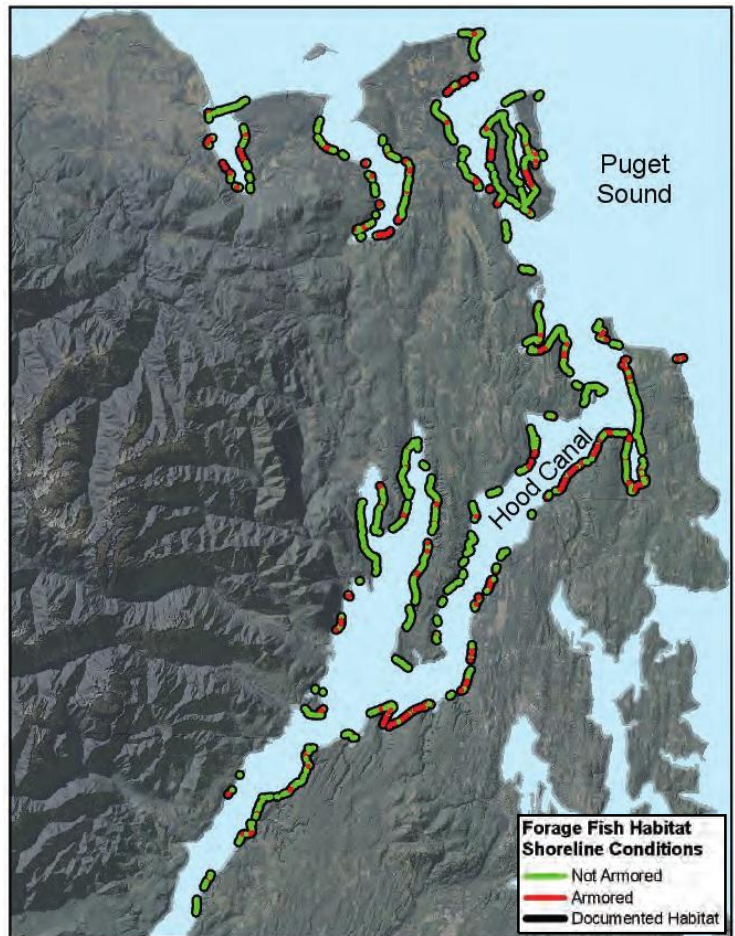 Puget
Sound
Hood Canal
Forage Fish Habitat
Shoreline Conditions
Not Armored
Armored
Documented Habitat